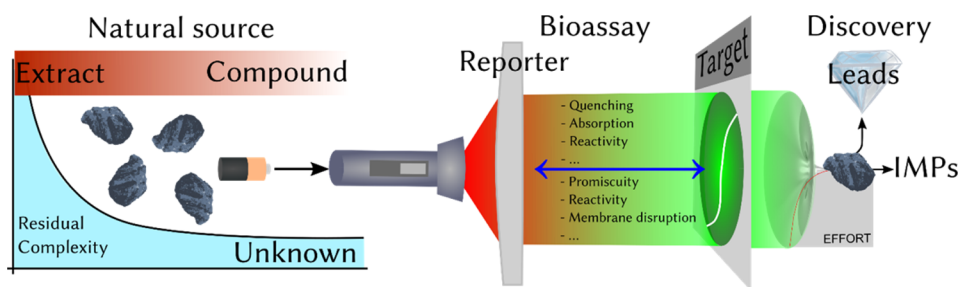 Natural source
Extract
Compound
Residual
Complexity
Unknown
Bioassay
Reporter
Target
- Quenching
- Absorption
- Reactivity
- ...
- Promiscuity
- Reactivity
- Membrane disruption
- ...
Discovery
Leads
IMPs
EFFORT